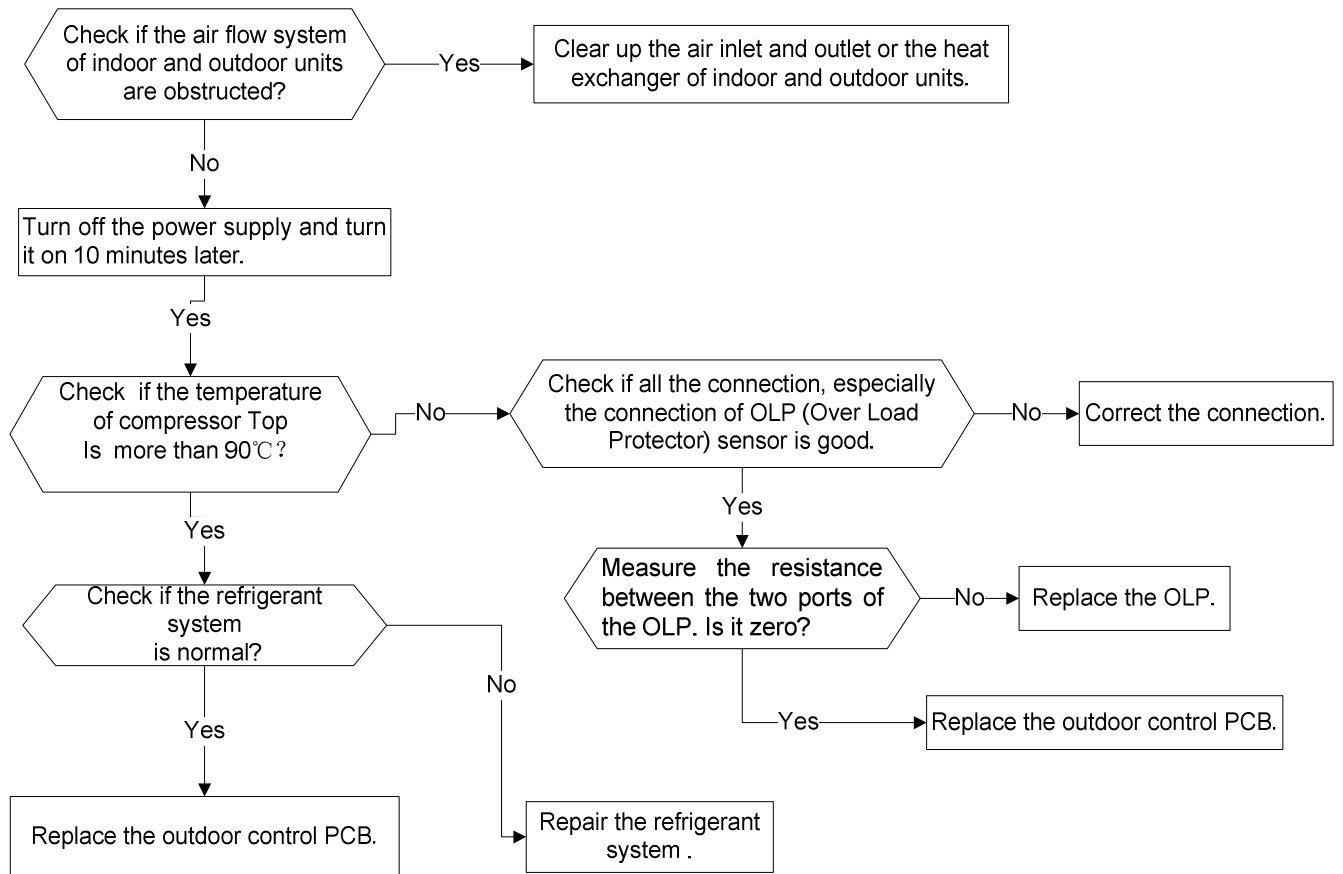 Check if the air flow system
of indoor and outdoor units
are obstructed?
Yes
Clear up the air inlet and outlet or the heat
exchanger of indoor and outdoor units.
No
Turn off the power supply and turn
it on 10 minutes later.
Yes
Check if the temperature
of compressor Top
Is more than 90℃?
No
Check if all the connection, especially
the connection of OLP (Over Load
Protector) sensor is good.
No
Correct the connection.
Yes
Yes
Measure the resistance
between the two ports of
the OLP. Is it zero?
No
Replace the OLP.
Check if the refrigerant
system
is normal?
No
Yes
Yes
Replace the outdoor control PCB.
Replace the outdoor control PCB.
Repair the refrigerant
system .